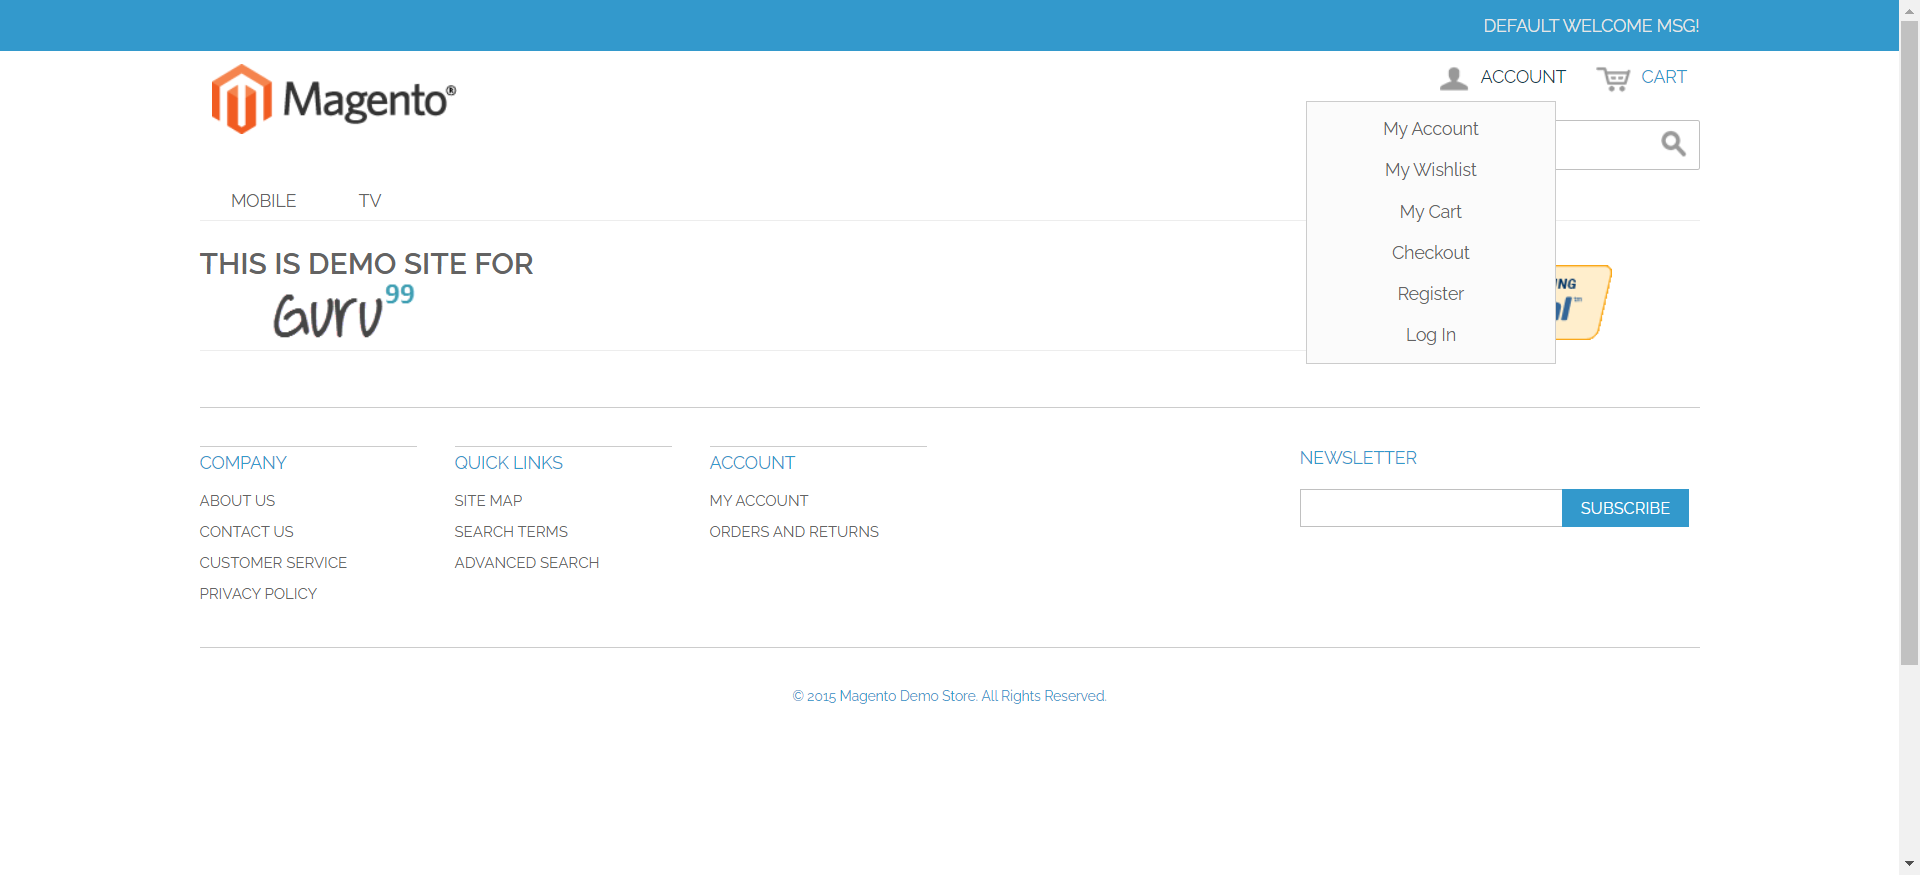 DEFAULT WELCOME MSG!
Magento®
ACCOUNT
CART
My Account
My Wishlist
My Cart
Checkout
Register
Log In
MOBILE
TV
THIS IS DEMO SITE FOR
Guru99
COMPANY
ABOUT US
CONTACT US
CUSTOMER SERVICE
PRIVACY POLICY
QUICK LINKS
SITE MAP
SEARCH TERMS
ADVANCED SEARCH
ACCOUNT
MY ACCOUNT
ORDERS AND RETURNS
NEWSLETTER
SUBSCRIBE
© 2015 Magento Demo Store. All Rights Reserved.